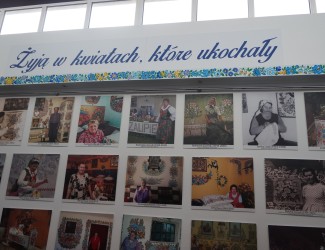 Żyją w kwiatach, które ukochały